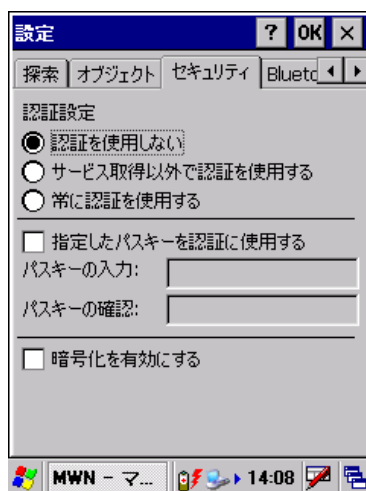 設定 ? OK ×
探索 オブジェクト セキュリティ Bluetc
認証設定
認証を使用しない
サービス取得以外で認証を使用する
常に認証を使用する
指定したパスキーを認証に使用する
パスキーの入力:
パスキーの確認:
暗号化を有効にする
MWN - マ... 14:08